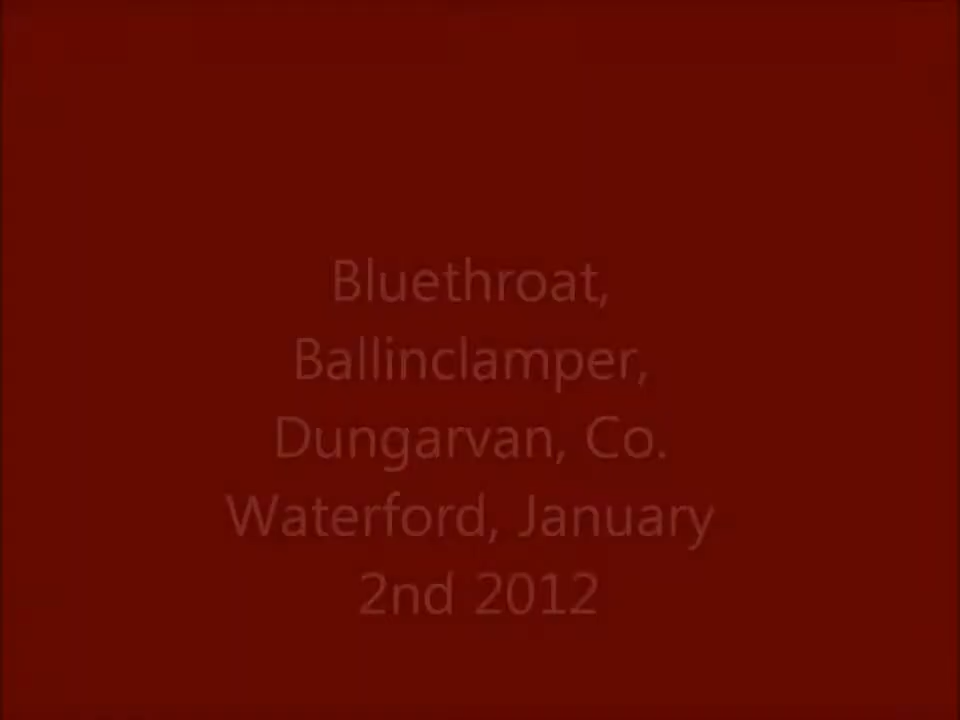 Bluethroat,
Ballinclamper,
Dungarvan, Co.
Waterford, January
2nd 2012